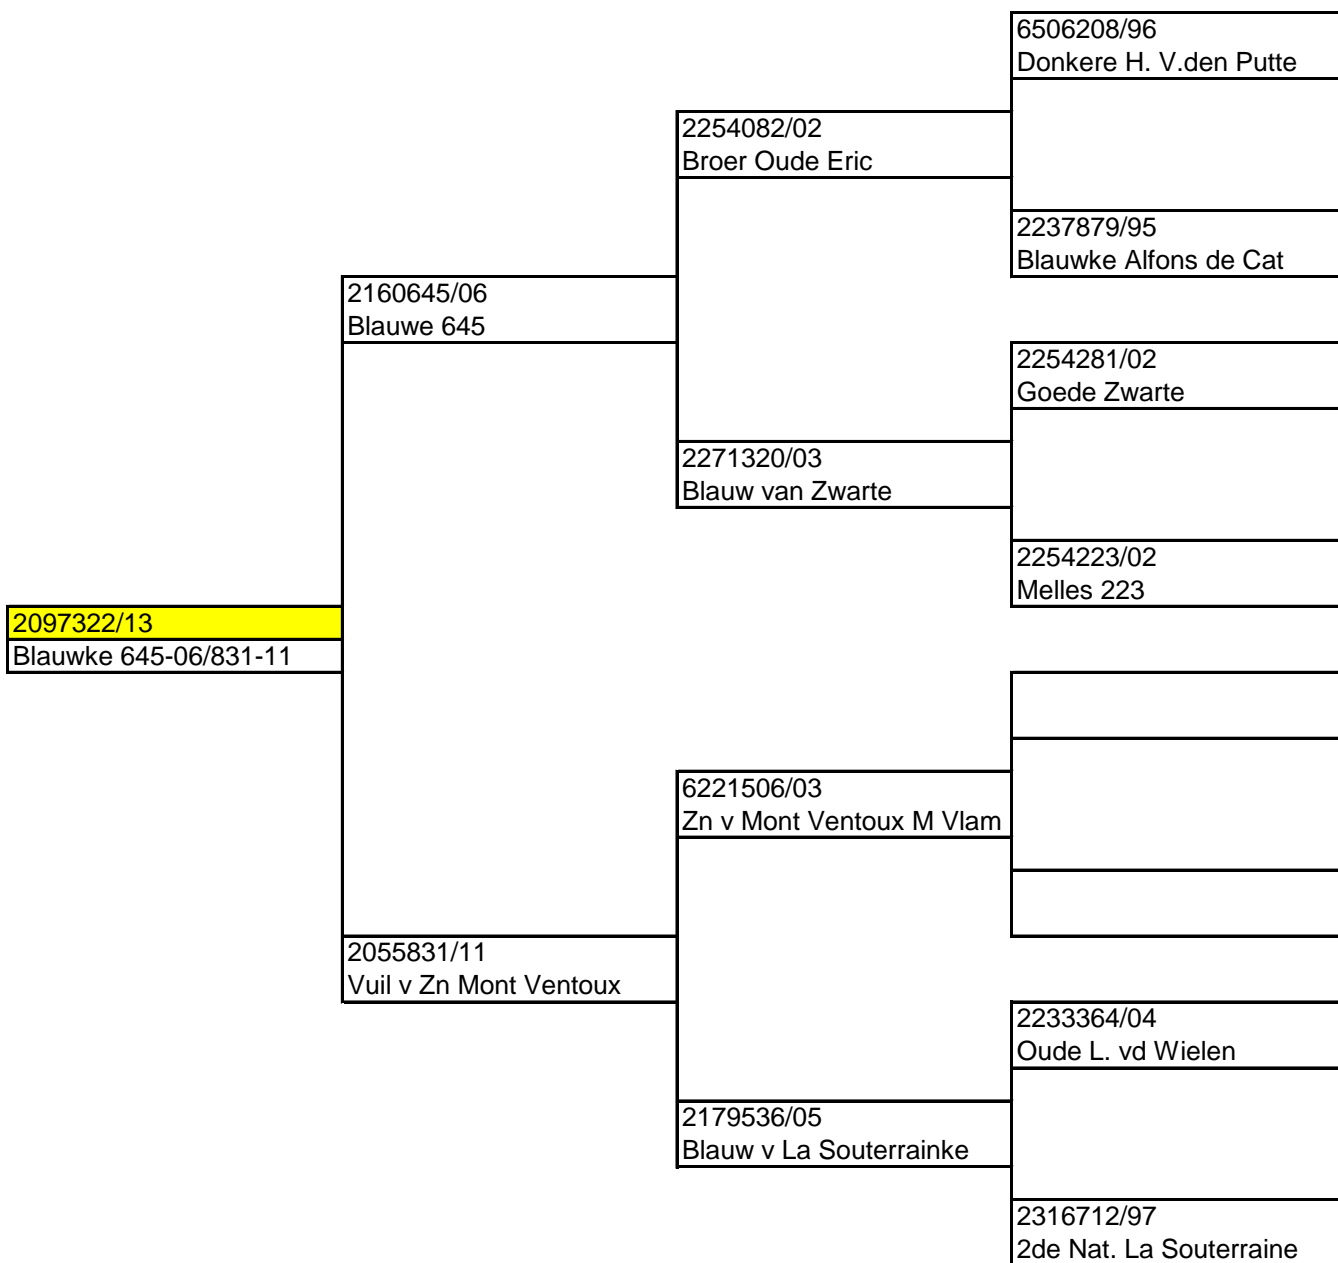 6506208/96
Donkere H. V.den Putte
2254082/02
Broer Oude Eric
2237879/95
Blauwke Alfons de Cat
2160645/06
Blauwe 645
2254281/02
Goede Zwarte
2271320/03
Blauw van Zwarte
2254223/02
Melles 223
2097322/13
Blauwke 645-06/831-11
6221506/03
Zn v Mont Ventoux M Vlam
2055831/11
Vuil v Zn Mont Ventoux
2233364/04
Oude L. vd Wielen
2179536/05
Blauw v La Souterrainke
2316712/97
2de Nat. La Souterraine